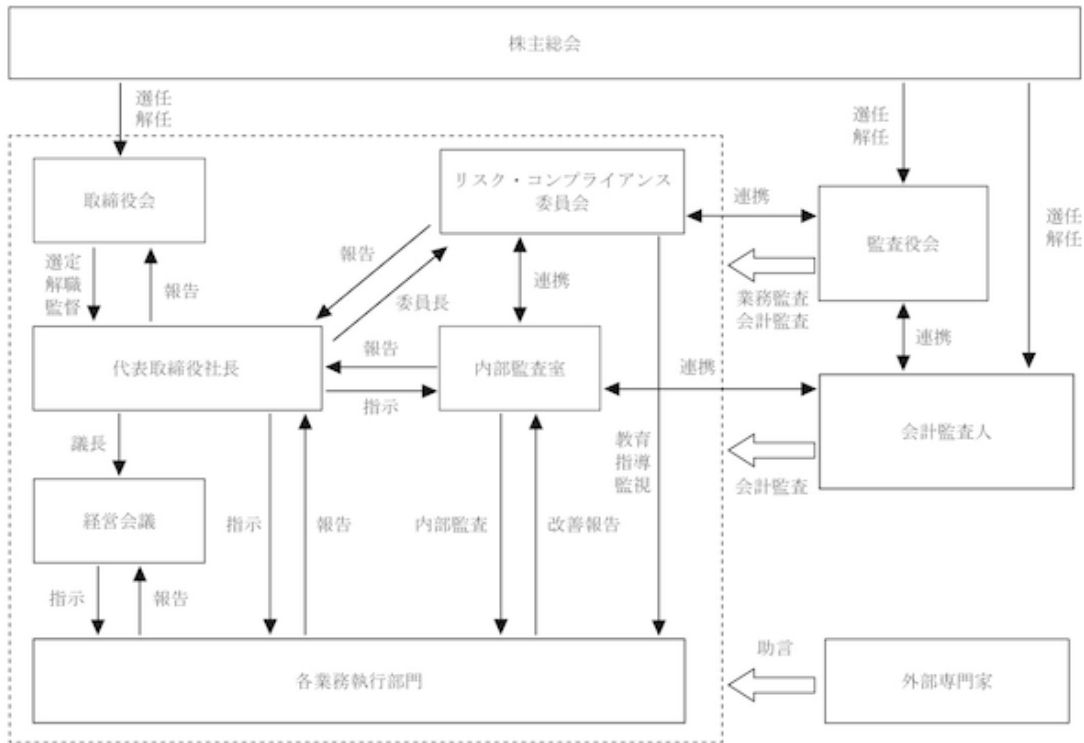 株主総会
選任
解任
選任
解任
選任
解任
取締役会
リスク・コンプライアンス
委員会
連携
監査役会
選定
解職
監督
報告
報告
委員長
連携
業務監査
会計監査
連携
代表取締役社長
報告
指示
内部監査室
連携
会計監査人
議長
教育
指導
監視
会計監査
経営会議
指示
報告
内部監査
改善報告
指示
報告
各業務執行部門
助言
外部専門家